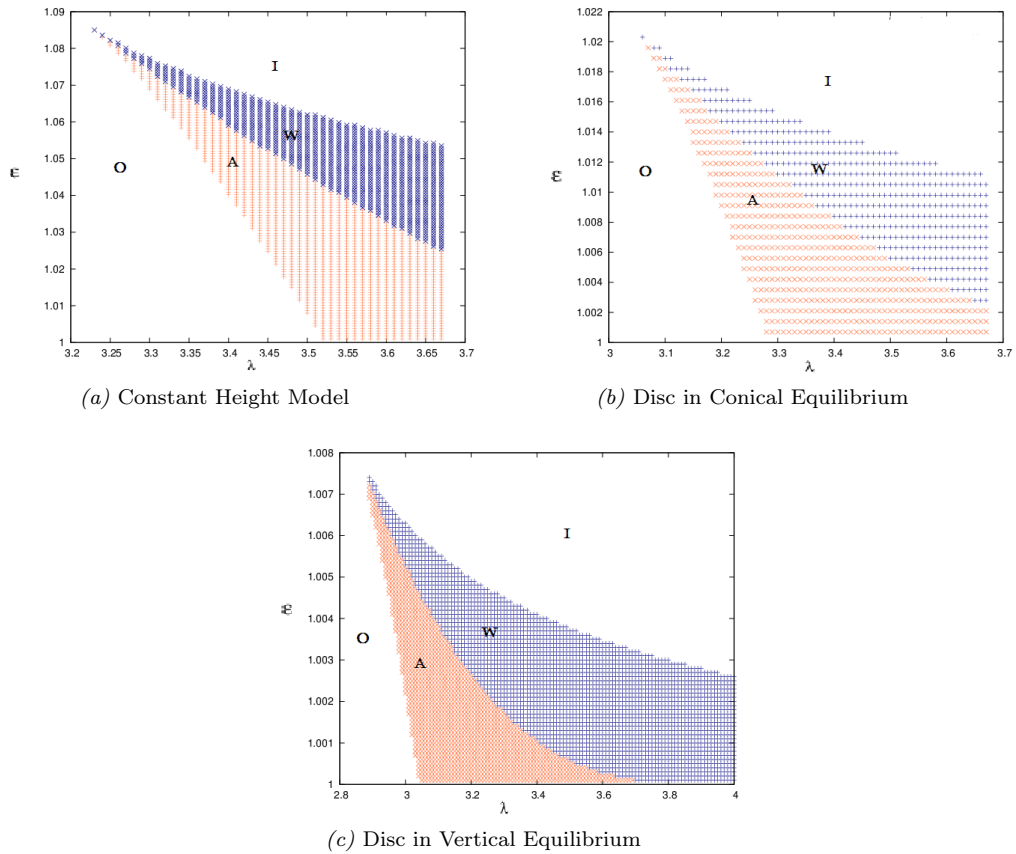 1.09
1.08
1.07
1.06
1.05
1.04
1.03
1.02
1.01
1
3.2 3.25 3.3 3.35 3.4 3.45 3.5 3.55 3.6 3.65 3.7
ε
λ
I
W
A
O
(a) Constant Height Model
1.022
1.02
1.018
1.016
1.014
1.012
1.01
1.008
1.006
1.004
1.002
1
3 3.1 3.2 3.3 3.4 3.5 3.6 3.7
ε
λ
I
W
O
A
(b) Disc in Conical Equilibrium
1.008
1.007
1.006
1.005
1.004
1.003
1.002
1.001
1
2.8 3 3.2 3.4 3.6 3.8 4
ε
λ
I
W
O
A
(c) Disc in Vertical Equilibrium